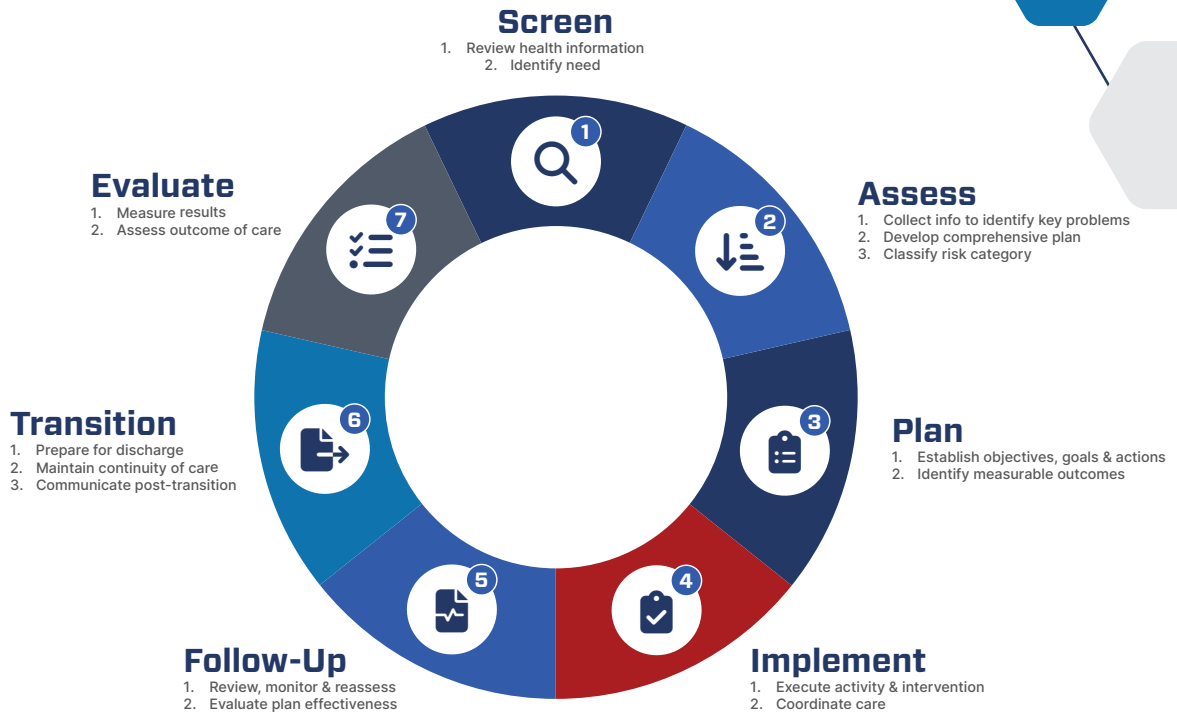 Screen
1. Review health information
2. Identify need
1
Assess
1. Collect info to identify key problems
2. Develop comprehensive plan
3. Classify risk category
2
Plan
1. Establish objectives, goals & actions
2. Identify measurable outcomes
3
Implement
1. Execute activity & intervention
2. Coordinate care
4
Follow-Up
1. Review, monitor & reassess
2. Evaluate plan effectiveness
5
Transition
1. Prepare for discharge
2. Maintain continuity of care
3. Communicate post-transition
6
Evaluate
1. Measure results
2. Assess outcome of care
7